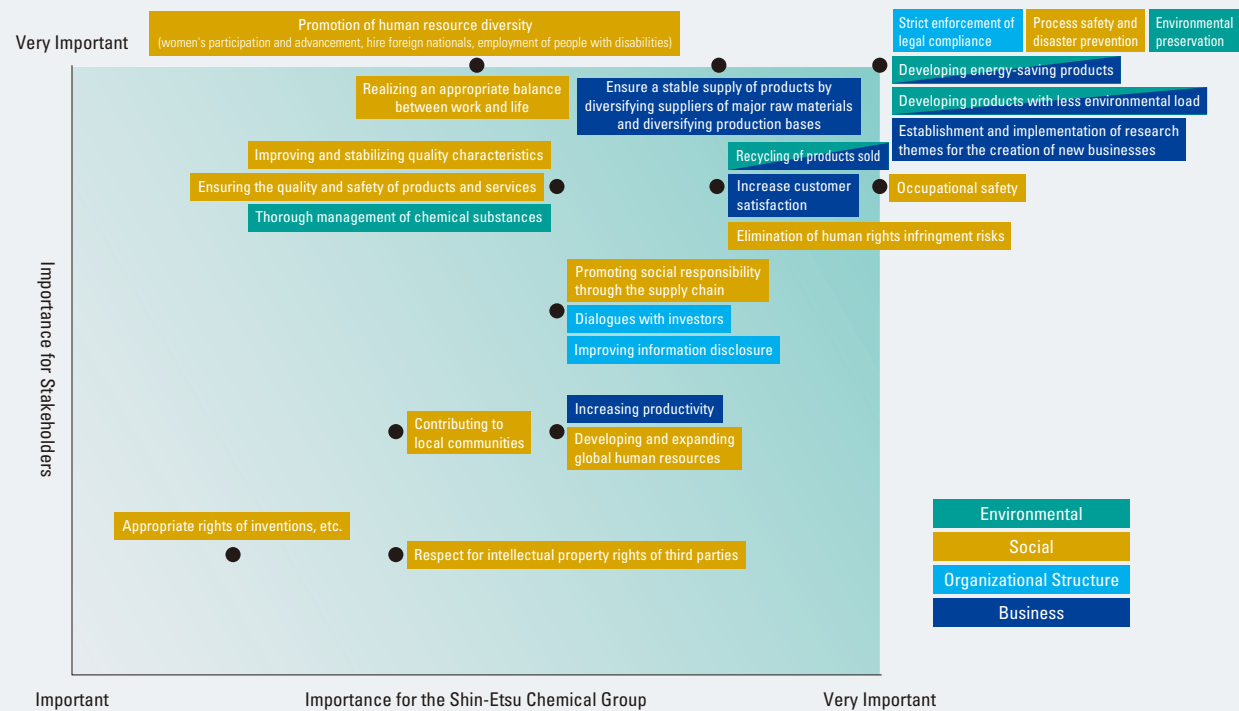 Promotion of human resource diversity
(women's participation and advancement, hire foreign nationals, employment of people with disabilities)
Very Important
Strict enforcement of
legal compliance
Process safety and
disaster prevention
Environmental
preservation
Developing energy-saving products
Developing products with less environmental load
Establishment and implementation of research
themes for the creation of new businesses
Realizing an appropriate balance
between work and life
Ensure a stable supply of products by
diversifying suppliers of major raw materials
and diversifying production bases
Improving and stabilizing quality characteristics
Ensuring the quality and safety of products and services
Thorough management of chemical substances
Recycling of products sold
Increase customer
satisfaction
Elimination of human rights infringment risks
Occupational safety
Promoting social responsibility
through the supply chain
Dialogues with investors
Improving information disclosure
Importance for Stakeholders
Contributing to
local communities
Increasing productivity
Developing and expanding
global human resources
Appropriate rights of inventions, etc.
Respect for intellectual property rights of third parties
Environmental
Social
Organizational Structure
Business
Important
Importance for the Shin-Etsu Chemical Group
Very Important